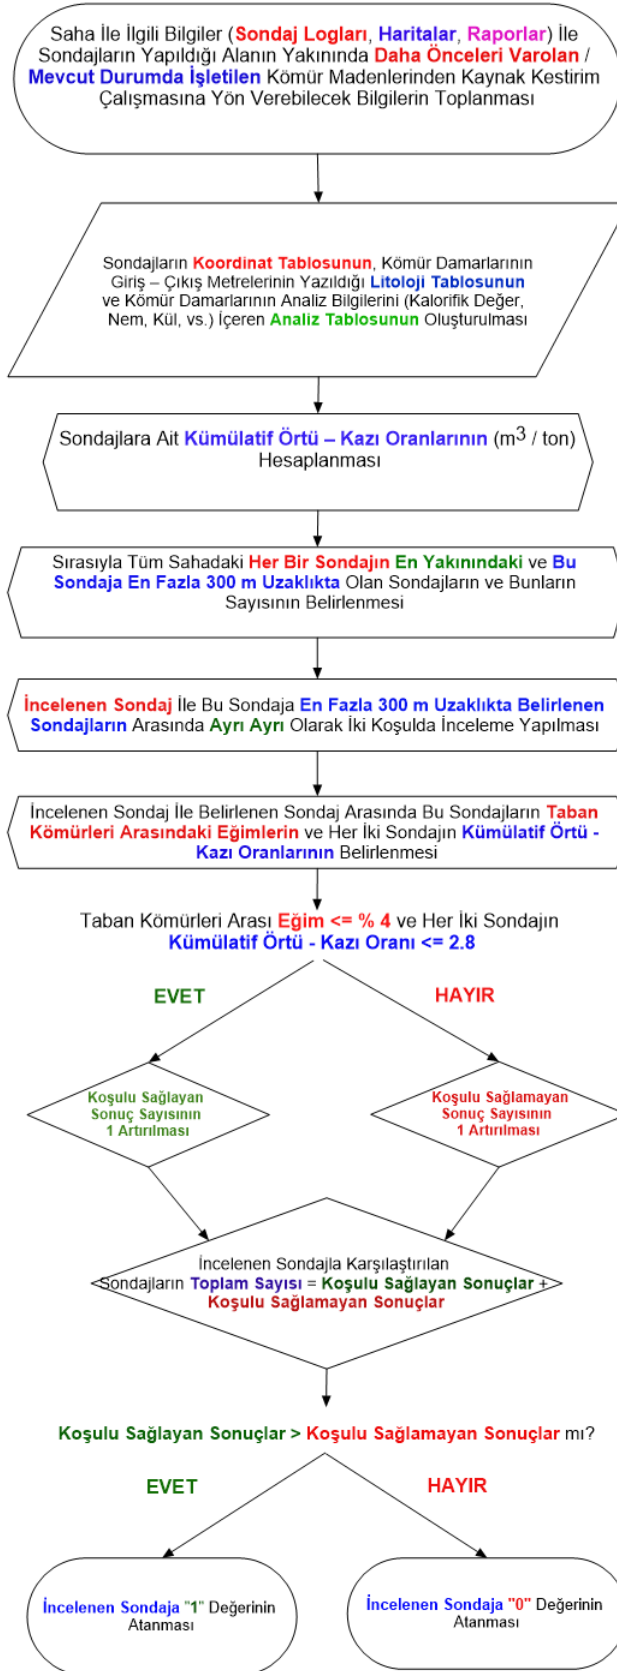 Saha İle İlgili Bilgiler (Sondaj Logları, Haritalar, Raporlar) İle
Sondajların Yapıldığı Alanın Yakınında Daha Önceleri Varolan /
Mevcut Durumda İşletilen Kömür Madenlerinden Kaynak Kestirim
Çalışmasına Yön Verebilecek Bilgilerin Toplanması
Sondajların Koordinat Tablosunun, Kömür Damarlarının
Giriş – Çıkış Metrelerinin Yazıldığı Litoloji Tablosunun
ve Kömür Damarlarının Analiz Bilgilerini (Kalorifik Değer,
Nem, Kül, vs.) İçeren Analiz Tablosunun Oluşturulması
Sondajlara Ait Kümülatif Örtü – Kazı Oranlarının (m³ / ton)
Hesaplanması
Sırasıyla Tüm Sahadaki Her Bir Sondajın En Yakınındaki ve Bu
Sondaja En Fazla 300 m Uzaklıkta Olan Sondajların ve Bunların
Sayısının Belirlenmesi
İncelenen Sondaj İle Bu Sondaja En Fazla 300 m Uzaklıkta Belirlenen
Sondajların Arasında Ayrı Ayrı Olarak İki Koşulda İnceleme Yapılması
İncelenen Sondaj İle Belirlenen Sondaj Arasında Bu Sondajların Taban
Kömürleri Arasındaki Eğimlerin ve Her İki Sondajın Kümülatif Örtü -
Kazı Oranlarının Belirlenmesi
Taban Kömürleri Arası Eğim <= % 4 ve Her İki Sondajın
Kümülatif Örtü - Kazı Oranı <= 2.8
EVET HAYIR
Koşulu Sağlayan
Sonuç Sayısının
1 Artırılması
Koşulu Sağlamayan
Sonuç Sayısının
1 Artırılması
İncelenen Sondajla Karşılaştırılan
Sondajların Toplam Sayısı = Koşulu Sağlayan Sonuçlar +
Koşulu Sağlamayan Sonuçlar
Koşulu Sağlayan Sonuçlar > Koşulu Sağlamayan Sonuçlar mı?
EVET HAYIR
İncelenen Sondaja "1" Değerinin
Atanması
İncelenen Sondaja "0" Değerinin
Atanması